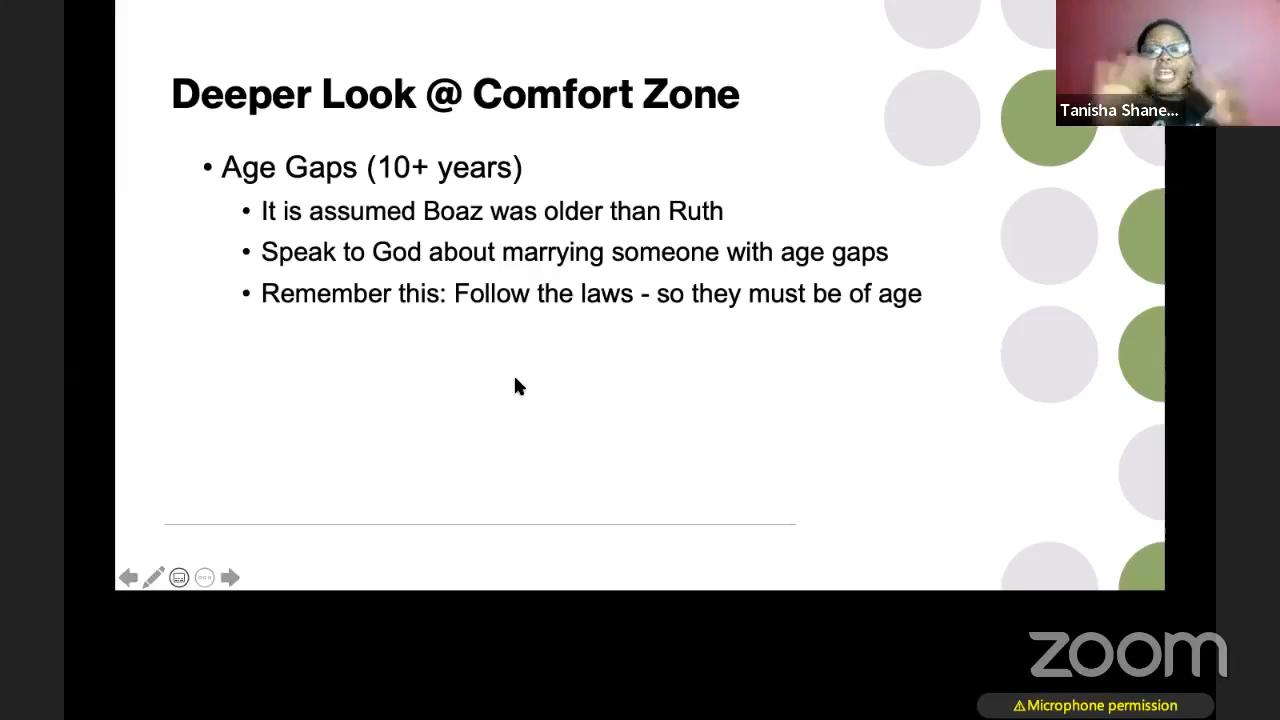 Deeper Look @ Comfort Zone
Tanisha Shane...
• Age Gaps (10+ years)
• It is assumed Boaz was older than Ruth
• Speak to God about marrying someone with age gaps
• Remember this: Follow the laws - so they must be of age
zoom
⚠Microphone permission